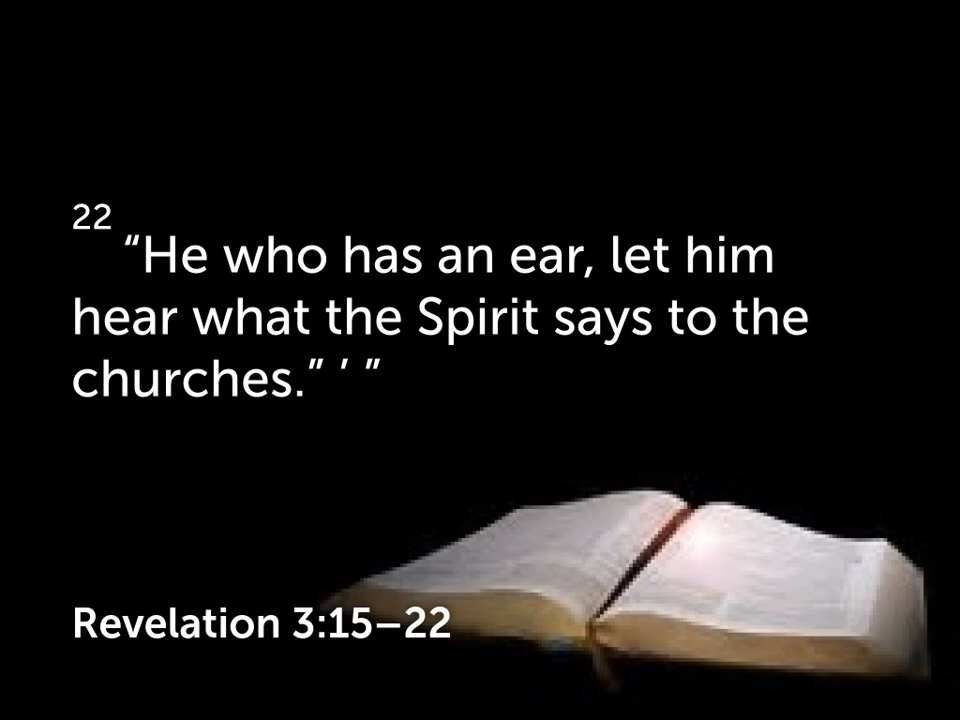 22 “He who has an ear, let him
hear what the Spirit says to the
churches.” ’ ”
Revelation 3:15–22